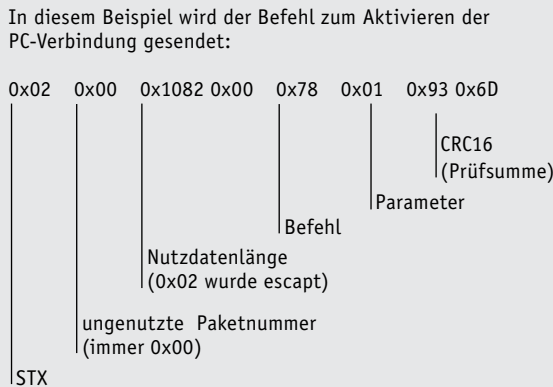 In diesem Beispiel wird der Befehl zum Aktivieren der
PC-Verbindung gesendet:
0x02 0x00 0x1082 0x00 0x78 0x01 0x93 0x6D
CRC16
(Prüfsumme)
Parameter
Befehl
Nutzdatenlänge
(0x02 wurde escapt)
ungenutzte Paketnummer
(immer 0x00)
STX